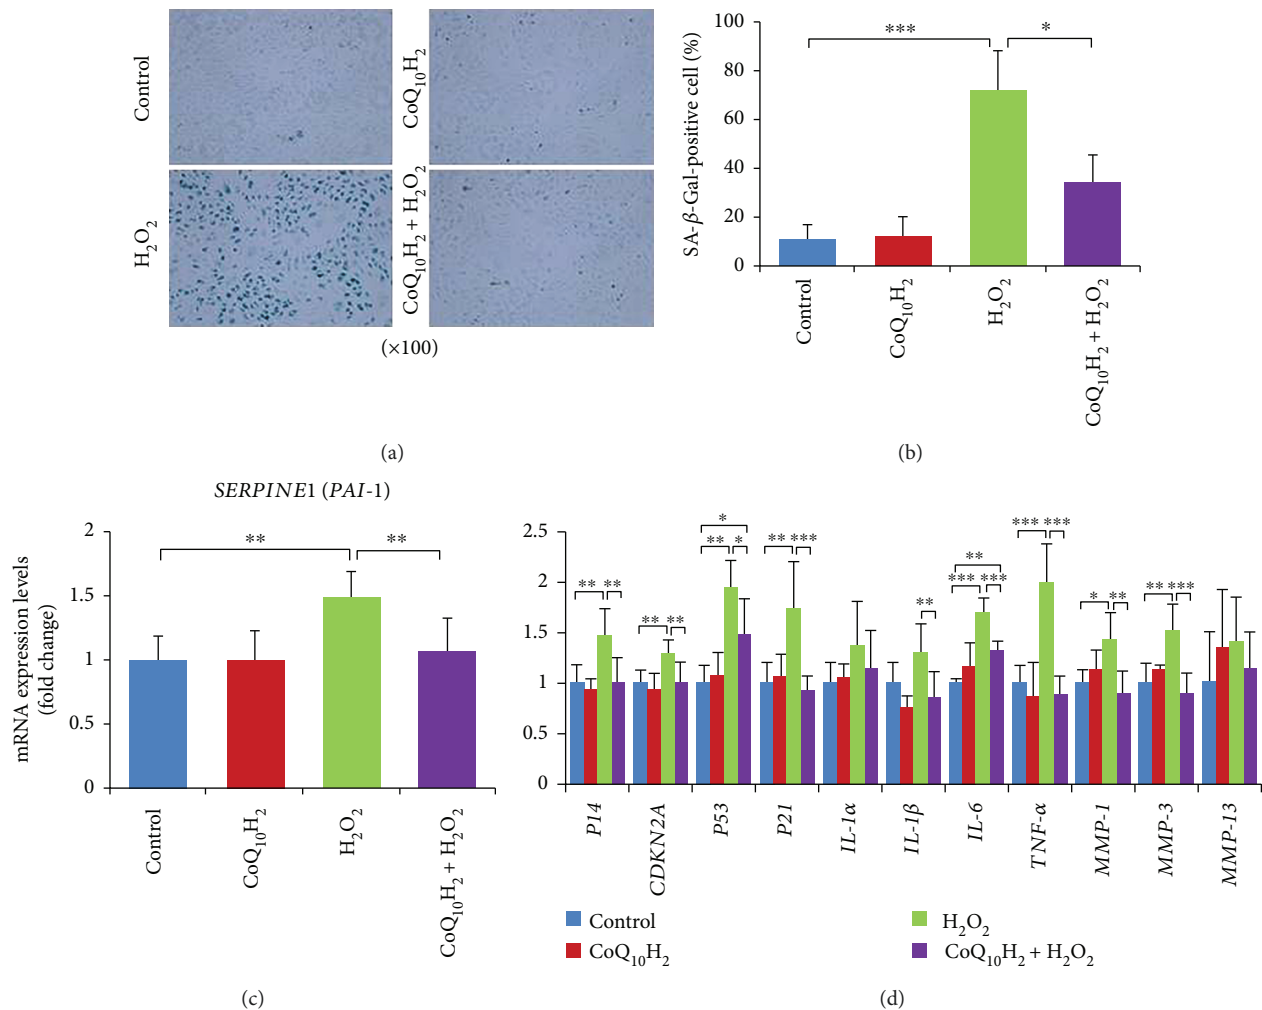 Control
CoQ10H2
H2O2
CoQ10H2 + H2O2
(×100)
(a)
SA-β-Gal-positive cell (%)
100
80
60
40
20
0
***
*
Control
CoQ10H2
H2O2
CoQ10H2 + H2O2
(b)
SERPINE1 (PAI-1)
mRNA expression levels
(fold change)
2
1.5
1
0.5
0
**
**
Control
CoQ10H2
H2O2
CoQ10H2 + H2O2
(c)
2.5
2
1.5
1
0.5
0
** **
** **
*
** *
** ***
**
**
*** ***
*** ***
* **
** ***
P14
CDKN2A
P53
P21
IL-1α
IL-1β
IL-6
TNF-α
MMP-1
MMP-3
MMP-13
Control
CoQ10H2
H2O2
CoQ10H2 + H2O2
(d)